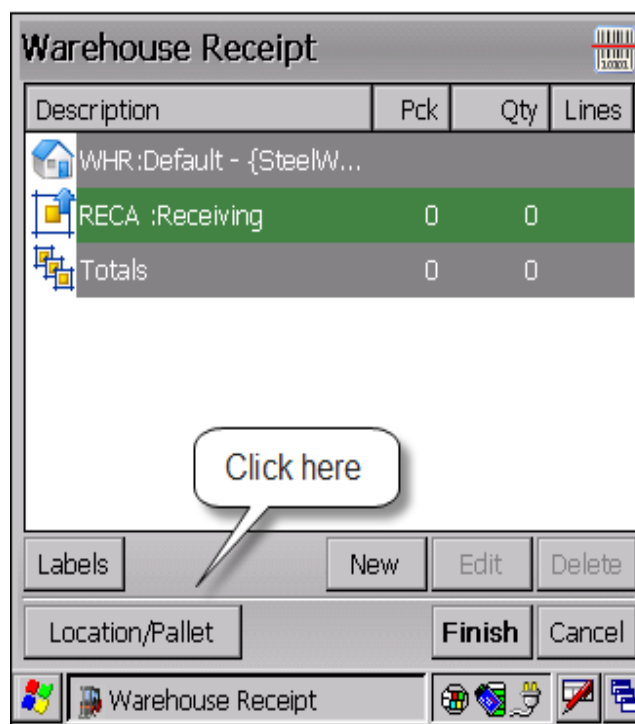 Warehouse Receipt
Description Pck Qty Lines
WHR:Default - {SteelW...
RECA :Receiving 0 0
Totals 0 0
Click here
Labels New Edit Delete
Location/Pallet Finish Cancel
Warehouse Receipt